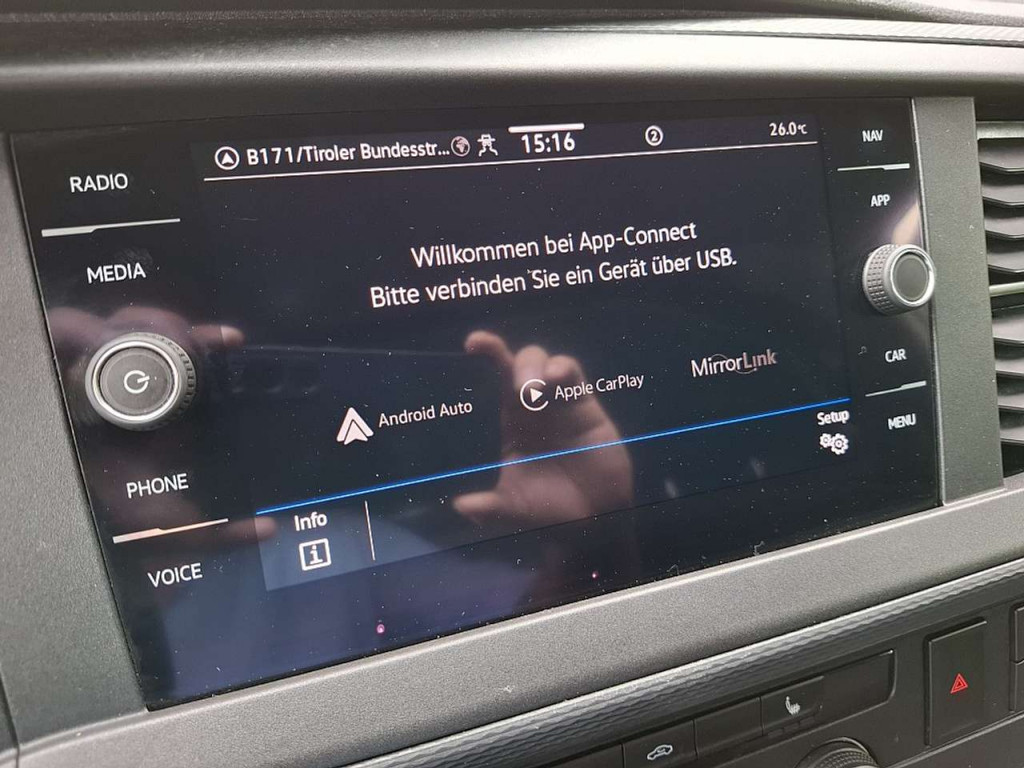 RADIO
MEDIA
PHONE
VOICE
B171/Tiroler Bundesstr...
15:16
2
26.0°C
Willkommen bei App-Connect
Bitte verbinden Sie ein Gerät über USB.
Android Auto
Apple CarPlay
MirrorLink
Setup
Info
i
NAV
APP
CAR
MENU